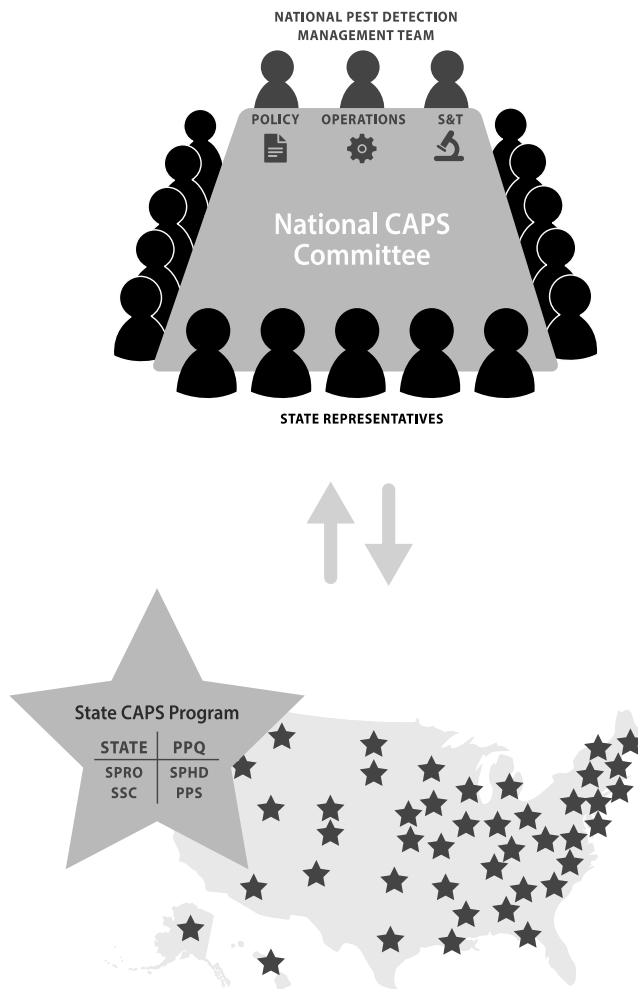 NATIONAL PEST DETECTION
MANAGEMENT TEAM
POLICY OPERATIONS S&T
National CAPS
Committee
STATE REPRESENTATIVES
State CAPS Program
STATE PPQ
SPRO SPHD
SSC PPS